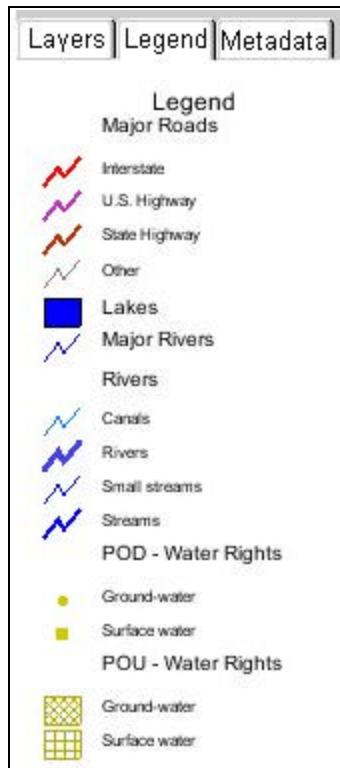 Layers Legend Metadata
Legend
Major Roads
Interstate
U.S. Highway
State Highway
Other
Lakes
Major Rivers
Rivers
Canals
Rivers
Small streams
Streams
POD - Water Rights
Ground-water
Surface water
POU - Water Rights
Ground-water
Surface water